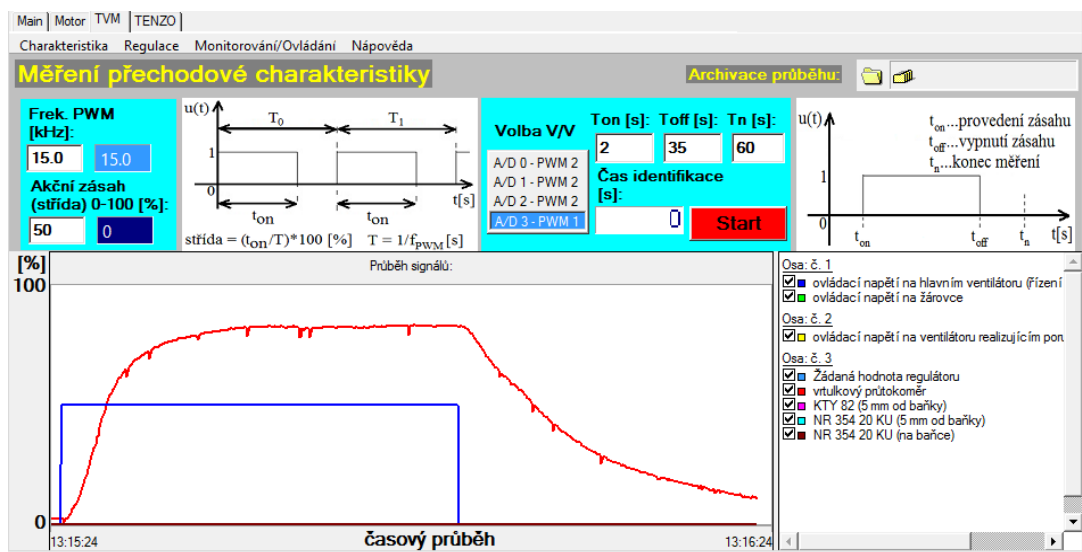 Main Motor TVM TENZO
Charakteristika Regulace Monitorování/Ovládání Nápověda
Měření přechodové charakteristiky
Archivace průběhu:
Frek. PWM
[kHz]:
15.0 15.0
Akční zásah
(střída) 0-100 [%]:
50 0
u(t)
T0 T1
1
0
t[s]
ton ton
střída = (ton/T)*100 [%] T = 1/fPWM[s]
Volba V/V
A/D 0 - PWM 2
A/D 1 - PWM 2
A/D 2 - PWM 2
A/D 3 - PWM 1
Ton [s]: Toff [s]: Tn [s]:
2 35 60
Čas identifikace
[s]:
0 Start
u(t)
ton...provedení zásahu
toff...vypnutí zásahu
tn...konec měření
1
0
ton toff tn t[s]
[%]
Průběh signálů:
100
0
13:15:24 časový průběh 13:16:24
Osa: č. 1
ovládací napětí na hlavním ventilátoru (řízení
ovládací napětí na žárovce
Osa: č. 2
ovládací napětí na ventilátoru realizujícím
Osa: č. 3
Žádaná hodnota regulátoru
vrtulkový průtokoměr
KTY 82 (5 mm od baňky)
NR 354 20 KU (5 mm od baňky)
NR 354 20 KU (na baňce)